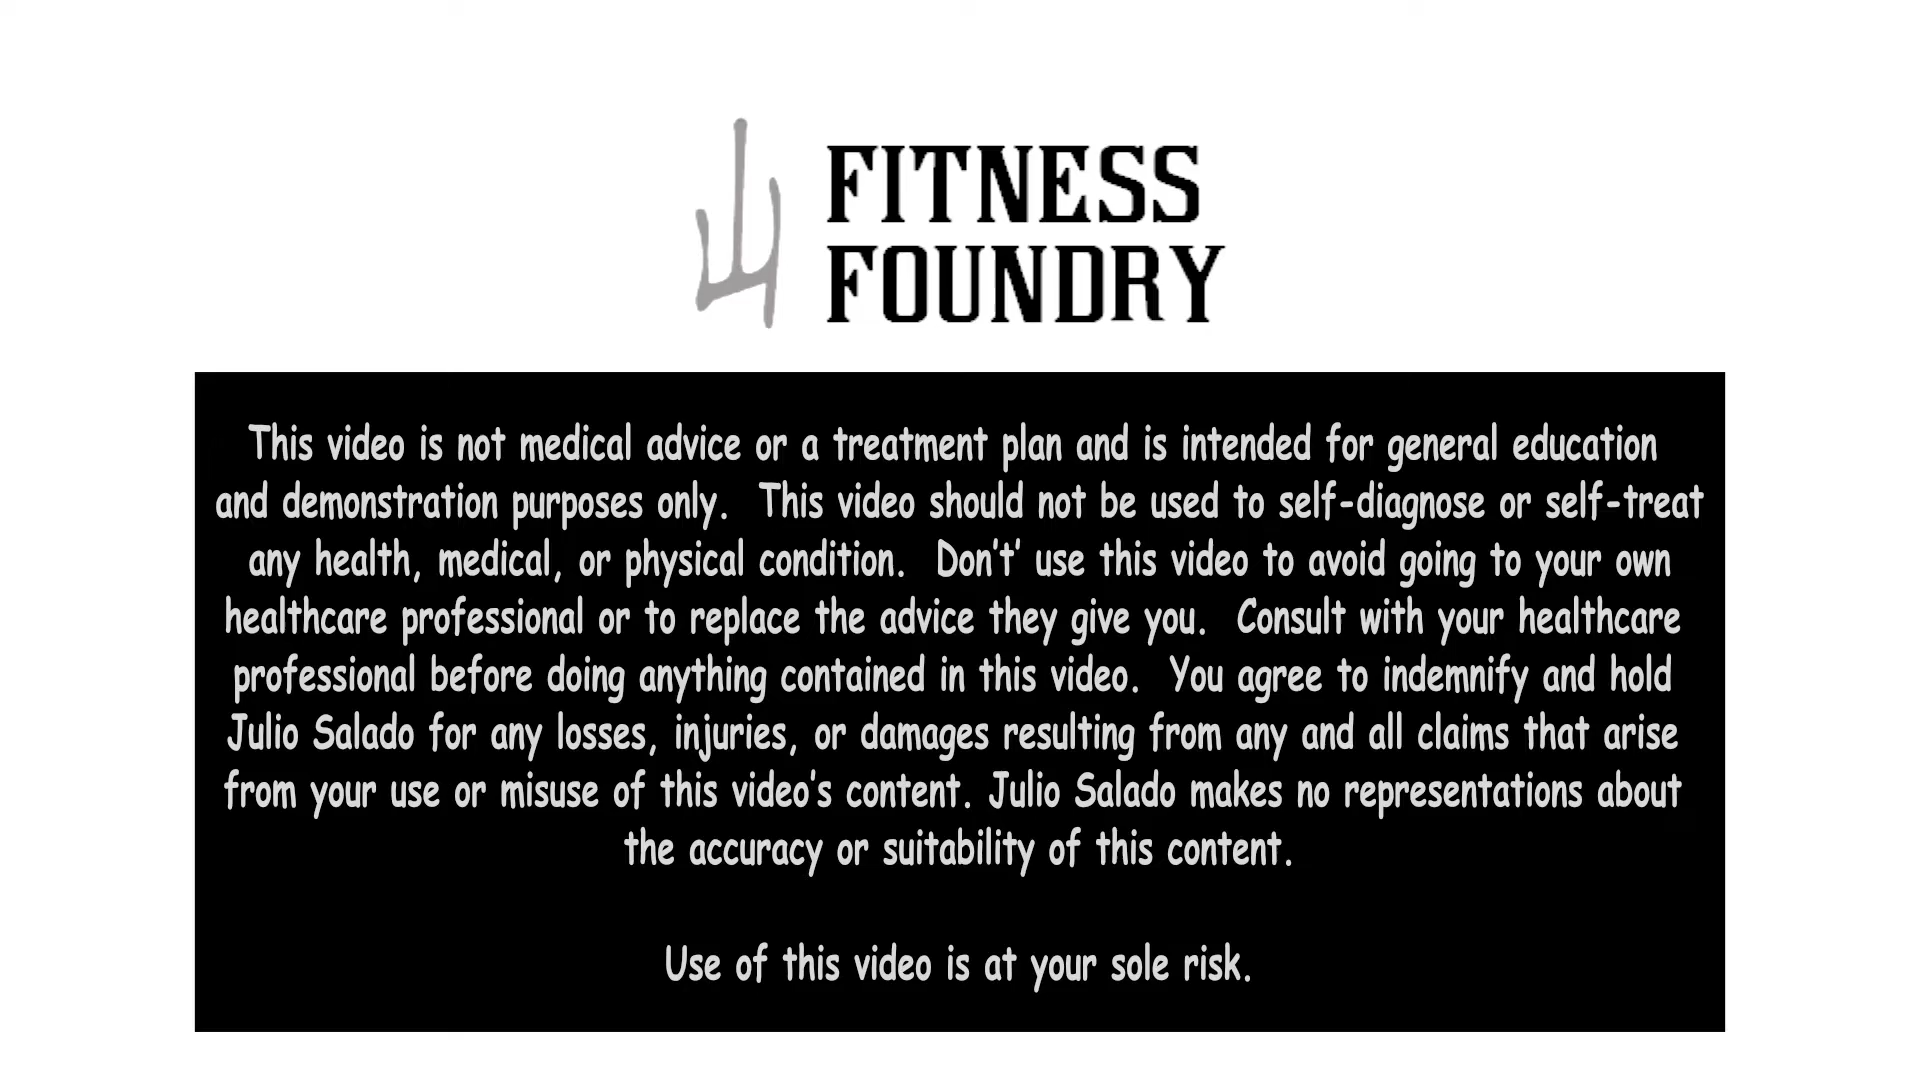 FITNESS
FOUNDRY
This video is not medical advice or a treatment plan and is intended for general education
and demonstration purposes only.  This video should not be used to self-diagnose or self-treat
any health, medical, or physical condition.  Don't' use this video to avoid going to your own
healthcare professional or to replace the advice they give you.  Consult with your healthcare
professional before doing anything contained in this video.  You agree to indemnify and hold
Julio Salado for any losses, injuries, or damages resulting from any and all claims that arise
from your use or misuse of this video's content. Julio Salado makes no representations about
the accuracy or suitability of this content.
Use of this video is at your sole risk.